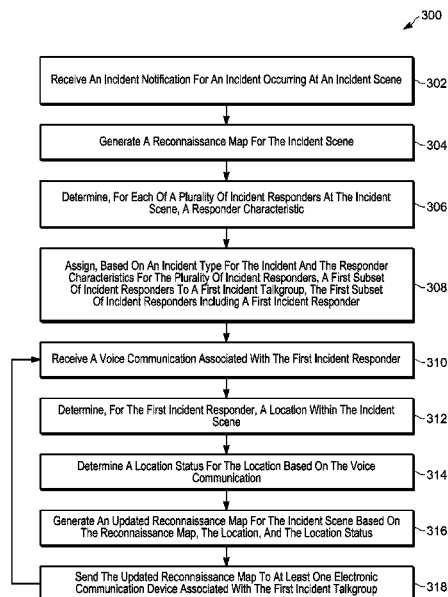 300
Receive An Incident Notification For An Incident Occurring At An Incident Scene
302
Generate A Reconnaissance Map For The Incident Scene
304
Determine, For Each Of A Plurality Of Incident Responders At The Incident
Scene, A Responder Characteristic
306
Assign, Based On An Incident Type For The Incident And The Responder
Characteristics For The Plurality Of Incident Responders, A First Subset
Of Incident Responders To A First Incident Talkgroup, The First Subset
Of Incident Responders Including A First Incident Responder
308
Receive A Voice Communication Associated With The First Incident Responder
310
Determine, For The First Incident Responder, A Location Within The Incident
Scene
312
Determine A Location Status For The Location Based On The Voice
Communication
314
Generate An Updated Reconnaissance Map For The Incident Scene Based On
The Reconnaissance Map, The Location, And The Location Status
316
Send The Updated Reconnaissance Map To At Least One Electronic
Communication Device Associated With The First Incident Talkgroup
318